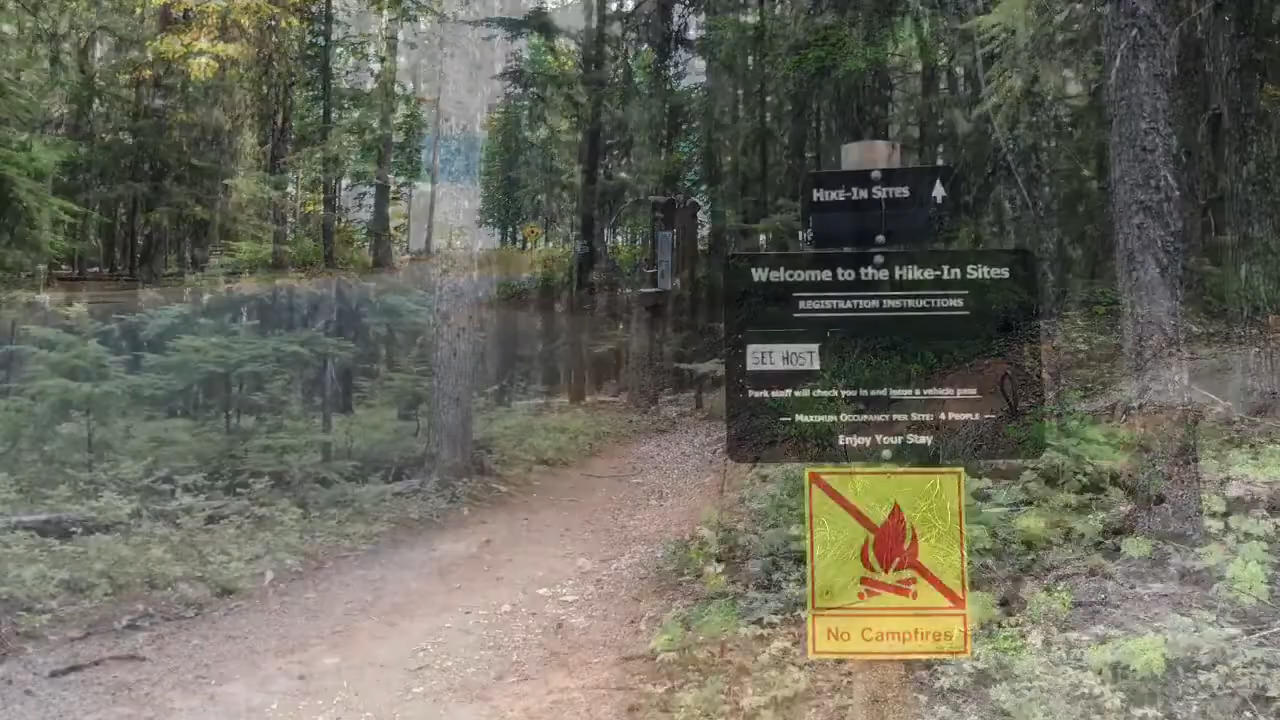 HIKE-IN SITES
Welcome to the Hike-In Sites
REGISTRATION INSTRUCTIONS
SEE HOST
Park staff will check you in and issue a vehicle pass
— MAXIMUM OCCUPANCY PER SITE: 4 PEOPLE —
Enjoy Your Stay
No Campfires